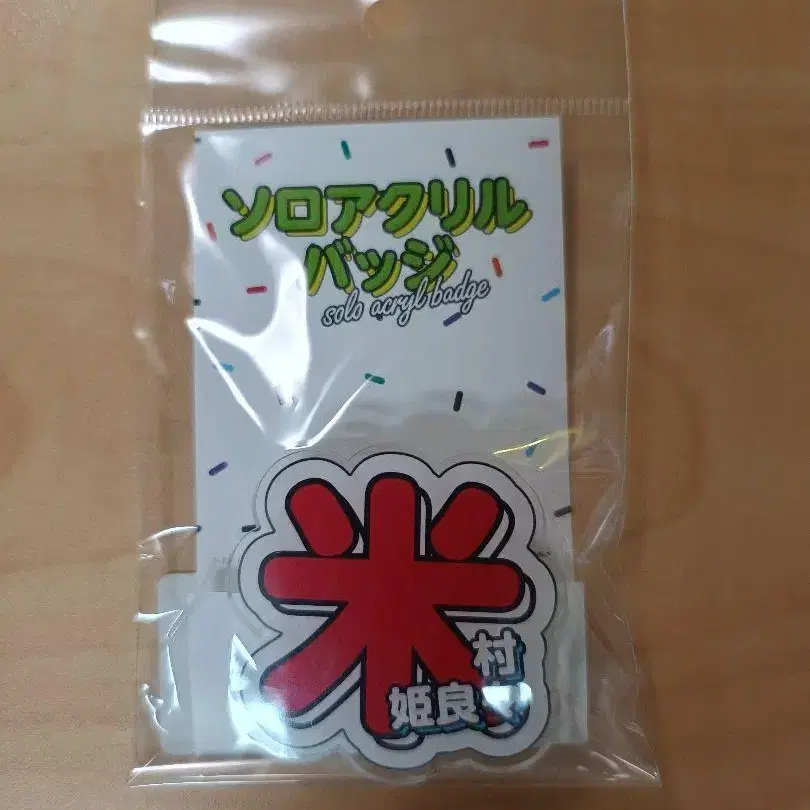 ソロアクリル
バッジ
solo acryl badge
米
村
姫良